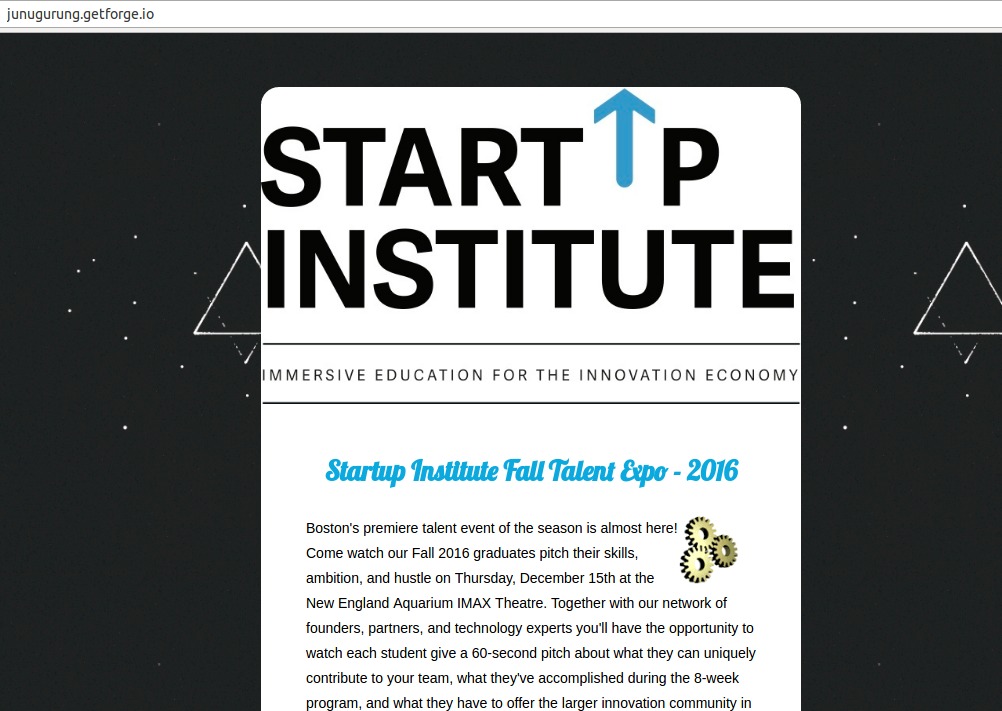 junugurung.getforge.io
START P
INSTITUTE
IMMERSIVE EDUCATION FOR THE INNOVATION ECONOMY
Startup Institute Fall Talent Expo - 2016
Boston's premiere talent event of the season is almost here!
Come watch our Fall 2016 graduates pitch their skills,
ambition, and hustle on Thursday, December 15th at the
New England Aquarium IMAX Theatre. Together with our network of
founders, partners, and technology experts you'll have the opportunity to
watch each student give a 60-second pitch about what they can uniquely
contribute to your team, what they've accomplished during the 8-week
program, and what they have to offer the larger innovation community in